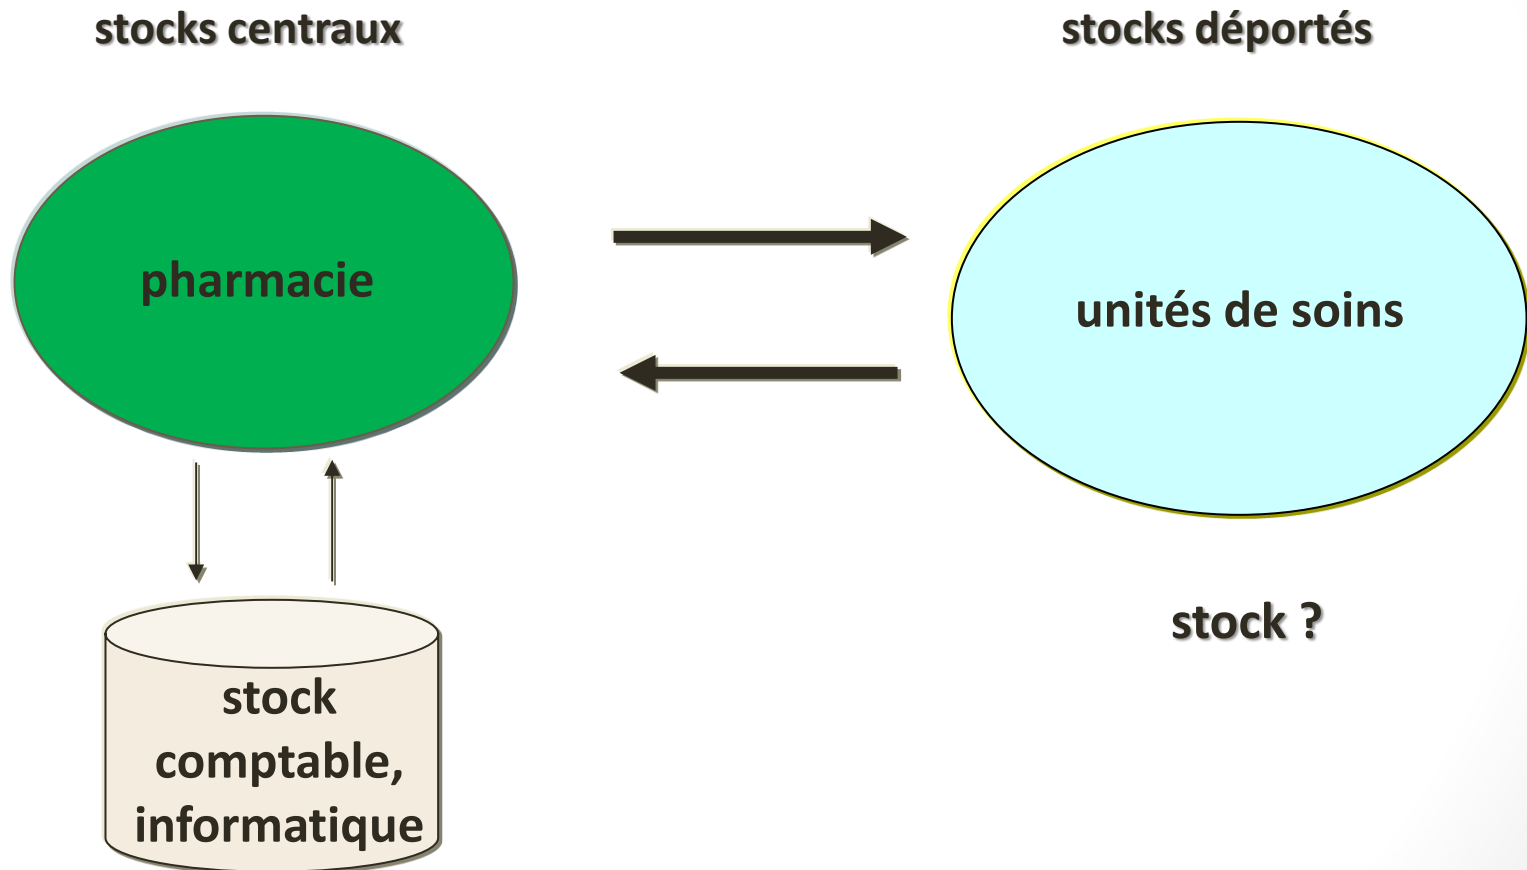 stocks centraux
stocks déportés
pharmacie
unités de soins
stock ?
stock
comptable,
informatique